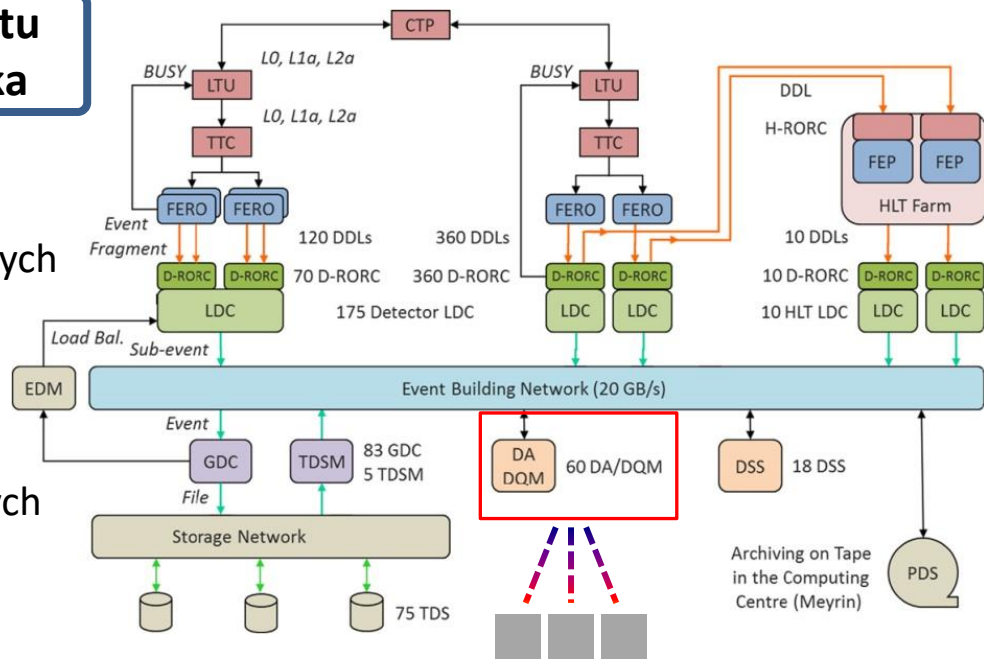 tu
ka
ych
ych
CTP
L0, L1a, L2a
BUSY
LTU
L0, L1a, L2a
TTC
FERO
FERO
Event
Fragment
120 DDLs
D-RORC
D-RORC
70 D-RORC
LDC
175 Detector LDC
Load Bal.
Sub-event
BUSY
LTU
TTC
FERO
FERO
360 DDLs
360 D-RORC
D-RORC
D-RORC
LDC
LDC
DDL
H-RORC
FEP
FEP
HLT Farm
10 DDLs
10 D-RORC
D-RORC
D-RORC
10 HLT LDC
LDC
LDC
EDM
Event Building Network (20 GB/s)
Event
GDC
TDSM
83 GDC
5 TDSM
File
DA
DQM
60 DA/DQM
DSS
18 DSS
Storage Network
75 TDS
Archiving on Tape
in the Computing
Centre (Meyrin)
PDS